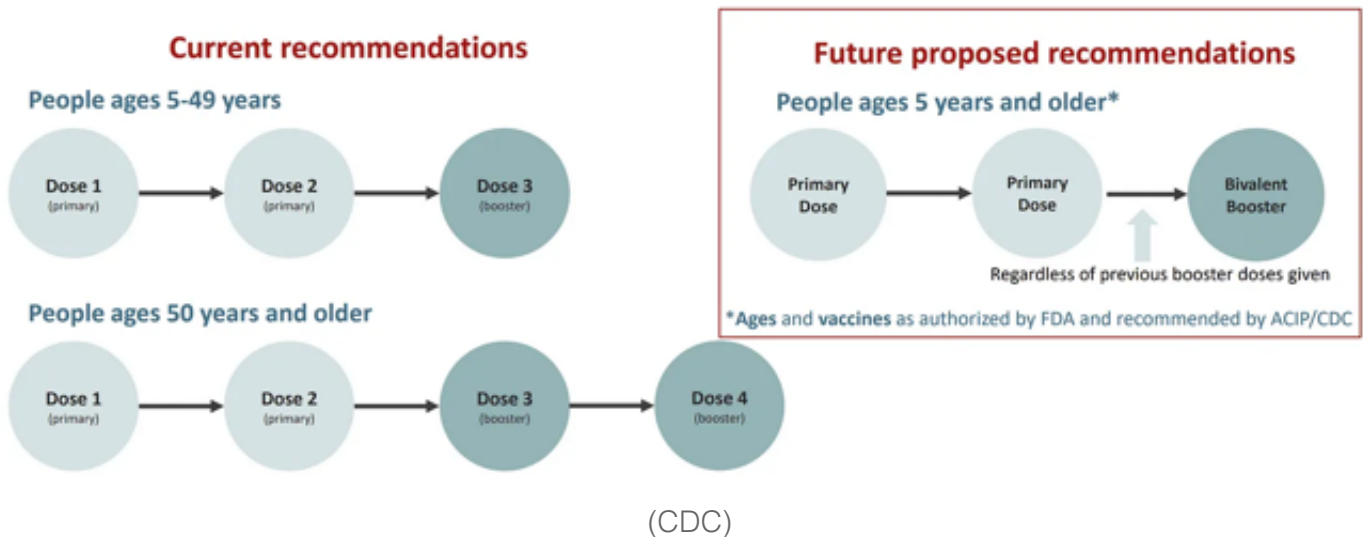 Current recommendations
People ages 5-49 years
Dose 1
(primary)
Dose 2
(primary)
Dose 3
(booster)
People ages 50 years and older
Dose 1
(primary)
Dose 2
(primary)
Dose 3
(booster)
Dose 4
(booster)
Future proposed recommendations
People ages 5 years and older*
Primary
Dose
Primary
Dose
Bivalent
Booster
Regardless of previous booster doses given
*Ages and vaccines as authorized by FDA and recommended by ACIP/CDC
(CDC)